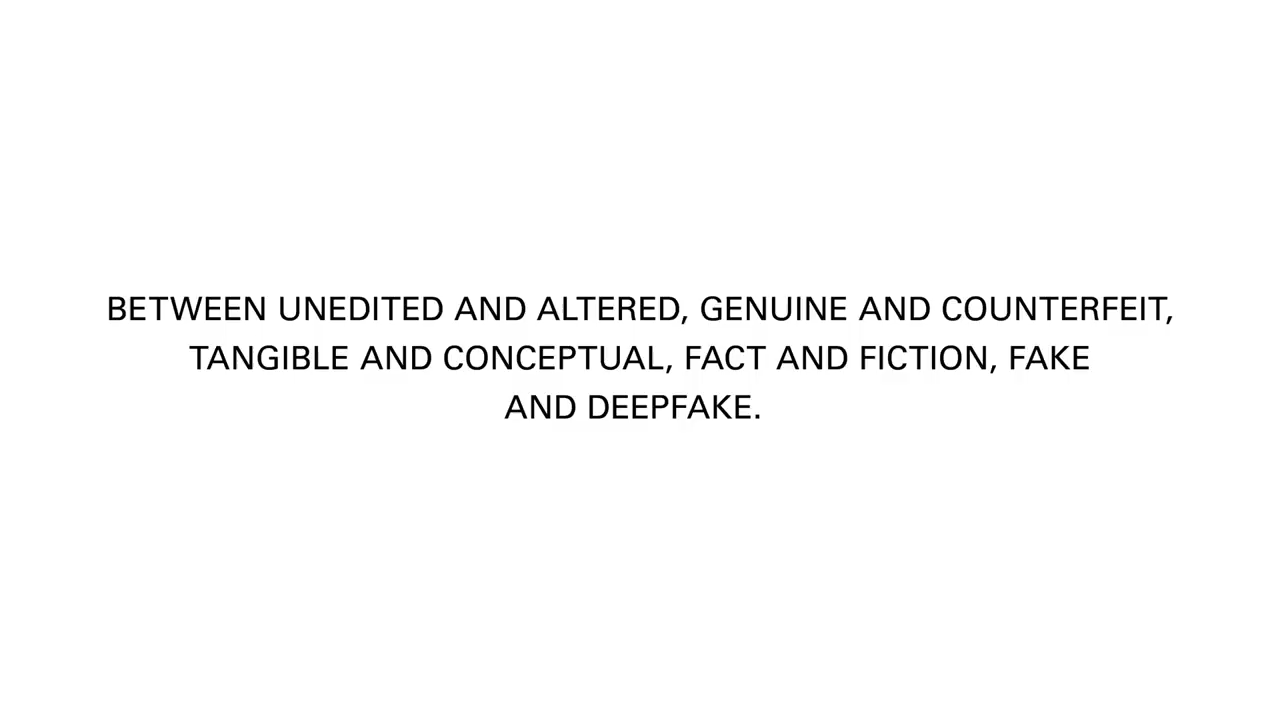 BETWEEN UNEDITED AND ALTERED, GENUINE AND COUNTERFEIT,
TANGIBLE AND CONCEPTUAL, FACT AND FICTION, FAKE
AND DEEPFAKE.